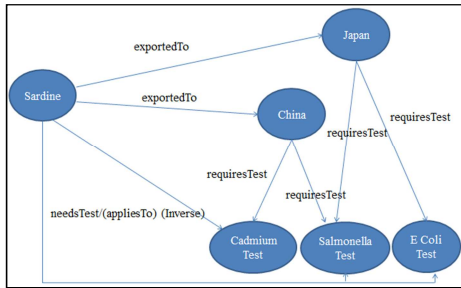 Japan
exportedTo
Sardine
exportedTo
China
requiresTest
requiresTest
requiresTest
requiresTest
needsTest/(appliesTo) (Inverse)
Cadmium
Test
Salmonella
Test
E Coli
Test